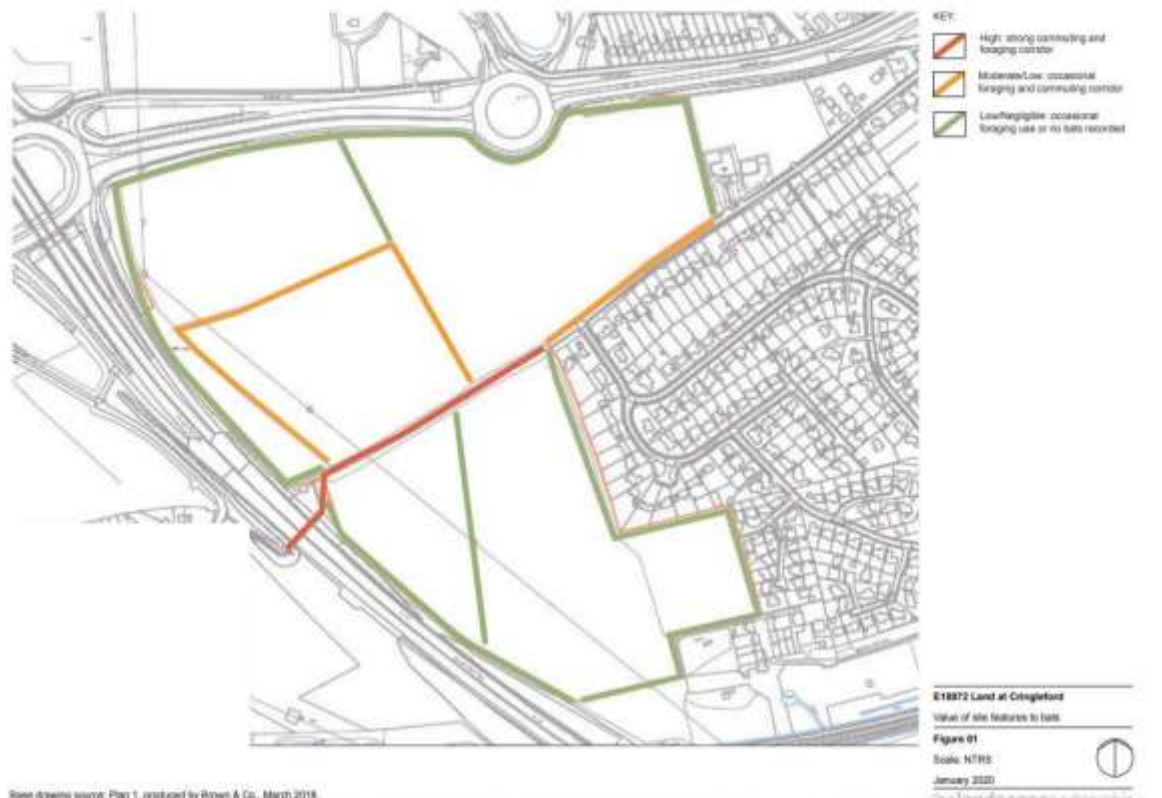 KEY:
High: strong commuting and
foraging corridor
Moderate/Low: occasional
foraging and commuting corridor
Low/Negligible: occasional
foraging use or no bats recorded
E18872 Land at Cringleford
Value of site features to bats
Figure 01
Scale: NTRS
January 2020
Base drawing source: Plan 1, produced by Brown & Co., March 2018.